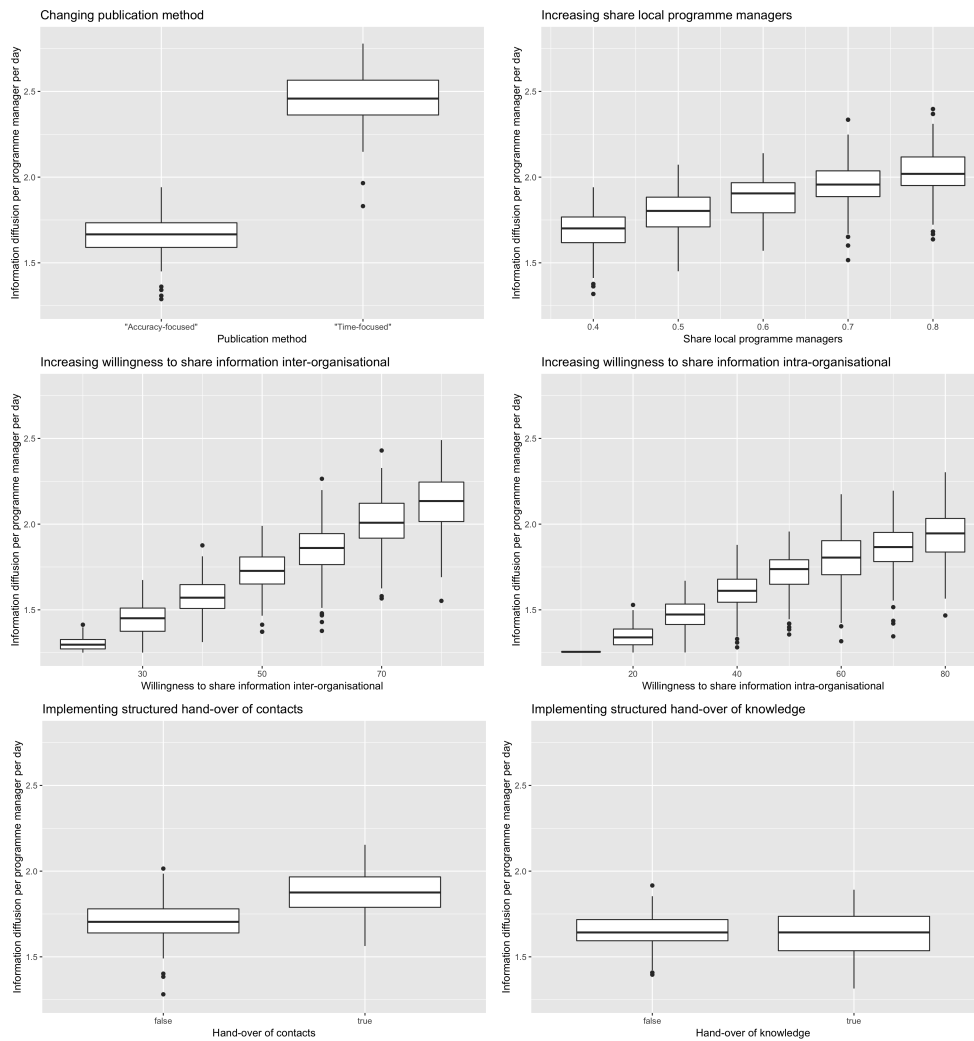 Changing publication method
Information diffusion per programme manager per day
2.5
2.0
1.5
"Accuracy-focused" "Time-focused"
Publication method
Increasing share local programme managers
Information diffusion per programme manager per day
2.5
2.0
1.5
0.4 0.5 0.6 0.7 0.8
Share local programme managers
Increasing willingness to share information inter-organisational
Information diffusion per programme manager per day
2.5
2.0
1.5
30 50 70
Willingness to share information inter-organisational
Increasing willingness to share information intra-organisational
Information diffusion per programme manager per day
2.5
2.0
1.5
20 40 60 80
Willingness to share information intra-organisational
Implementing structured hand-over of contacts
Information diffusion per programme manager per day
2.5
2.0
1.5
false true
Hand-over of contacts
Implementing structured hand-over of knowledge
Information diffusion per programme manager per day
2.5
2.0
1.5
false true
Hand-over of knowledge